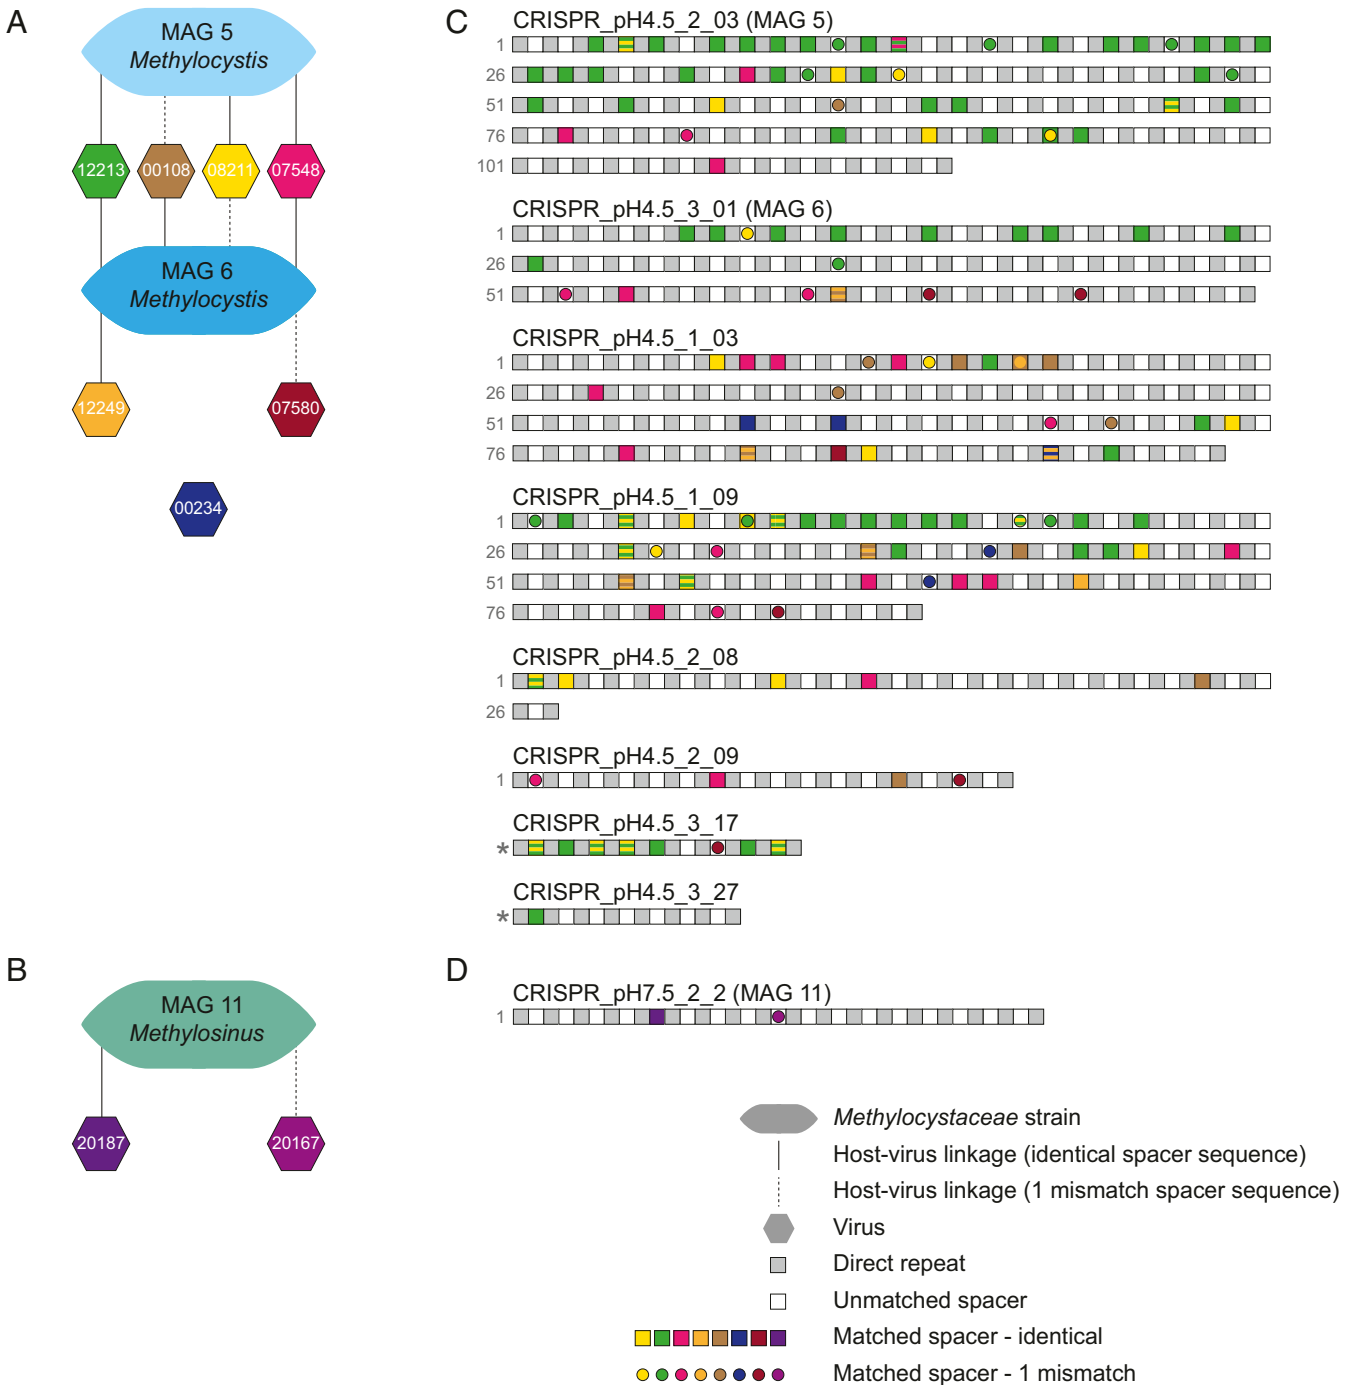 A
MAG 5
Methylocystis
12213
00108
08211
07548
MAG 6
Methylocystis
12249
07580
00234
C
CRISPR_pH4.5_2_03 (MAG 5)
1
26
51
76
101
CRISPR_pH4.5_3_01 (MAG 6)
1
26
51
CRISPR_pH4.5_1_03
1
26
51
76
CRISPR_pH4.5_1_09
1
26
51
76
CRISPR_pH4.5_2_08
1
26
CRISPR_pH4.5_2_09
1
CRISPR_pH4.5_3_17
*
CRISPR_pH4.5_3_27
*
B
MAG 11
Methylosinus
20187
20167
D
CRISPR_pH7.5_2_2 (MAG 11)
1
Methylocystaceae strain
Host-virus linkage (identical spacer sequence)
Host-virus linkage (1 mismatch spacer sequence)
Virus
Direct repeat
Unmatched spacer
Matched spacer - identical
Matched spacer - 1 mismatch